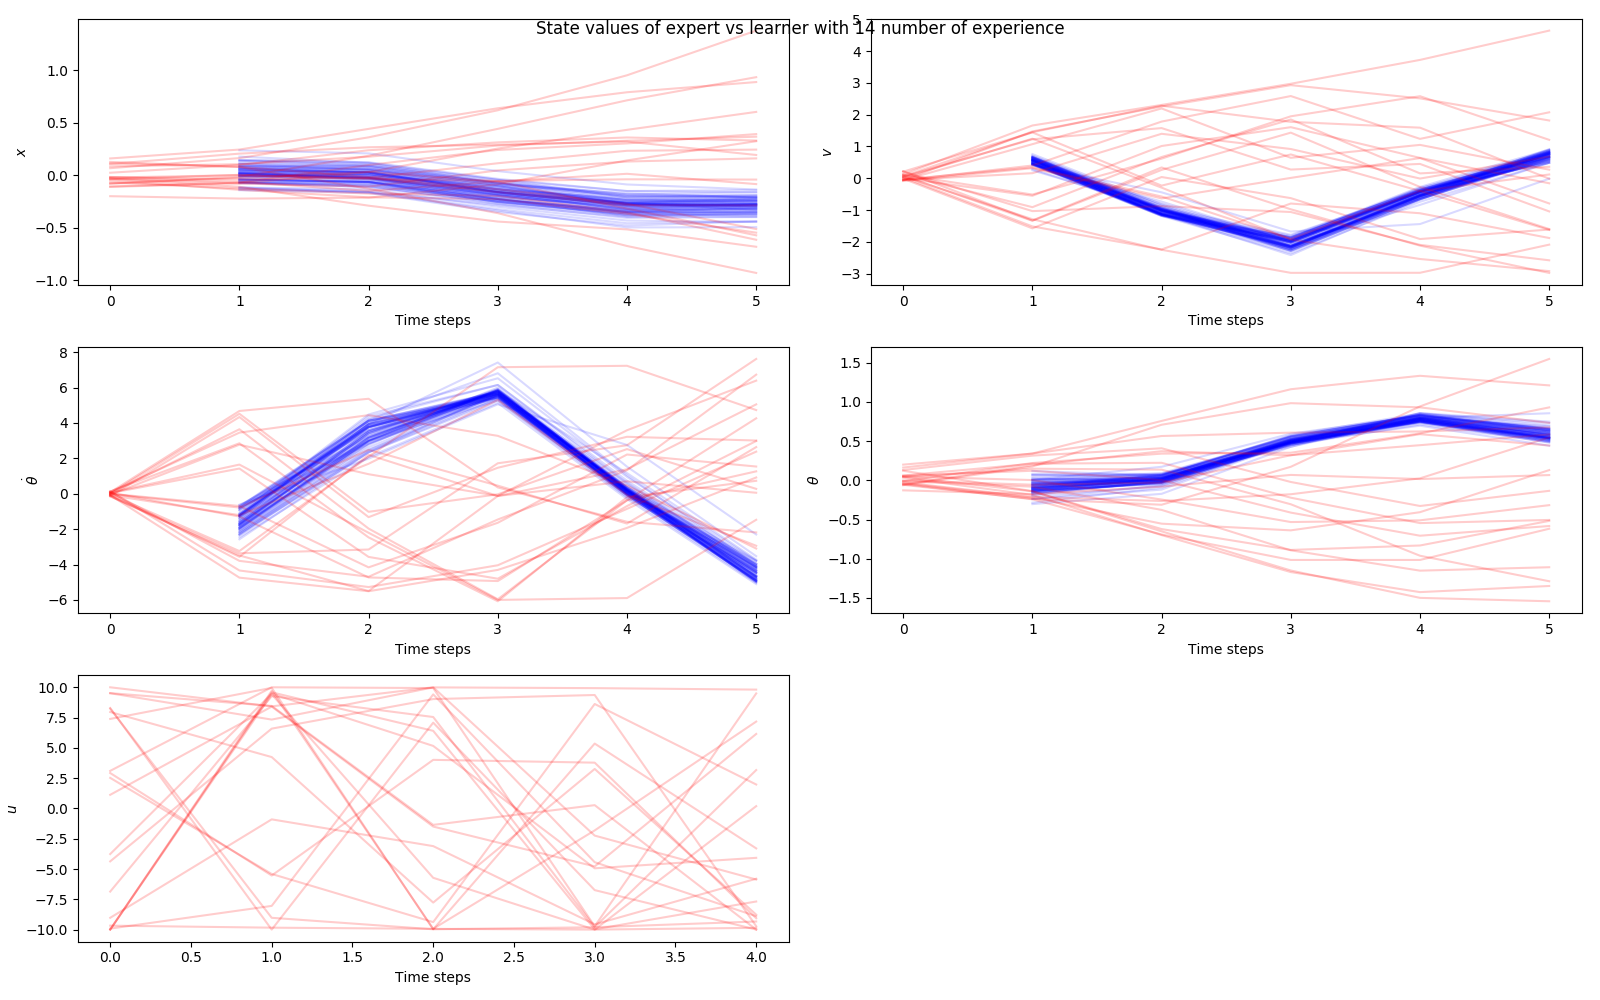 State values of expert vs learner with 14 number of experience
1.0
0.5
0.0
−0.5
−1.0
x
0 1 2 3 4 5
Time steps
5
4
3
2
1
0
−1
−2
−3
v
0 1 2 3 4 5
Time steps
8
6
4
2
0
−2
−4
−6
θ̇
0 1 2 3 4 5
Time steps
1.5
1.0
0.5
0.0
−0.5
−1.0
−1.5
θ
0 1 2 3 4 5
Time steps
10.0
7.5
5.0
2.5
0.0
−2.5
−5.0
−7.5
−10.0
u
0.0 0.5 1.0 1.5 2.0 2.5 3.0 3.5 4.0
Time steps